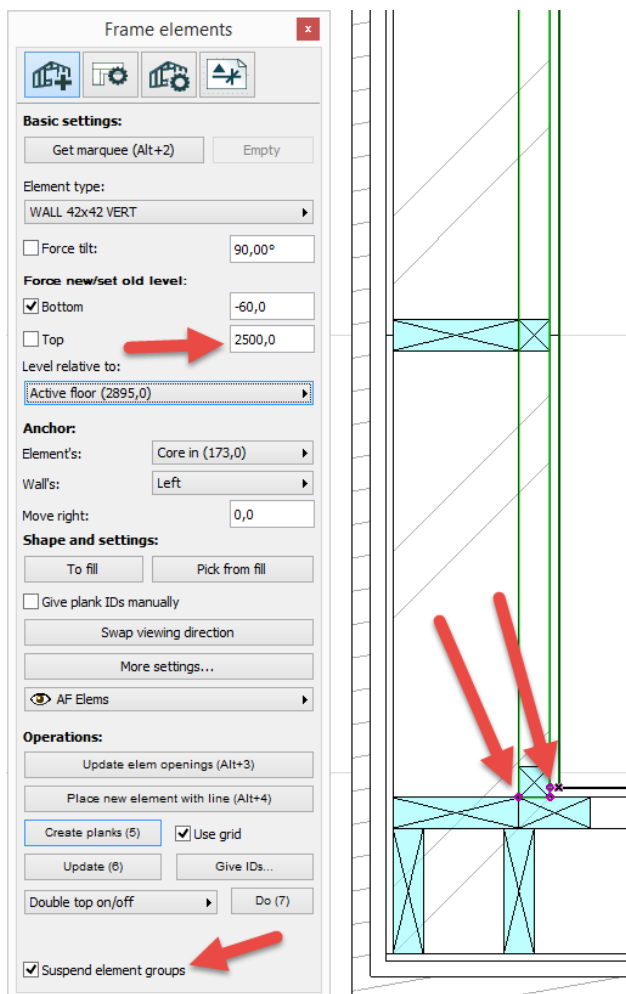 Frame elements
x
Basic settings:
Get marquee (Alt+2)
Empty
Element type:
WALL 42x42 VERT
Force tilt:
90,00°
Force new/set old level:
Bottom
-60,0
Top
2500,0
Level relative to:
Active floor (2895,0)
Anchor:
Element's:
Core in (173,0)
Wall's:
Left
Move right:
0,0
Shape and settings:
To fill
Pick from fill
Give plank IDs manually
Swap viewing direction
More settings...
AF Elems
Operations:
Update elem openings (Alt+3)
Place new element with line (Alt+4)
Create planks (5)
Use grid
Update (6)
Give IDs...
Double top on/off
Do (7)
Suspend element groups